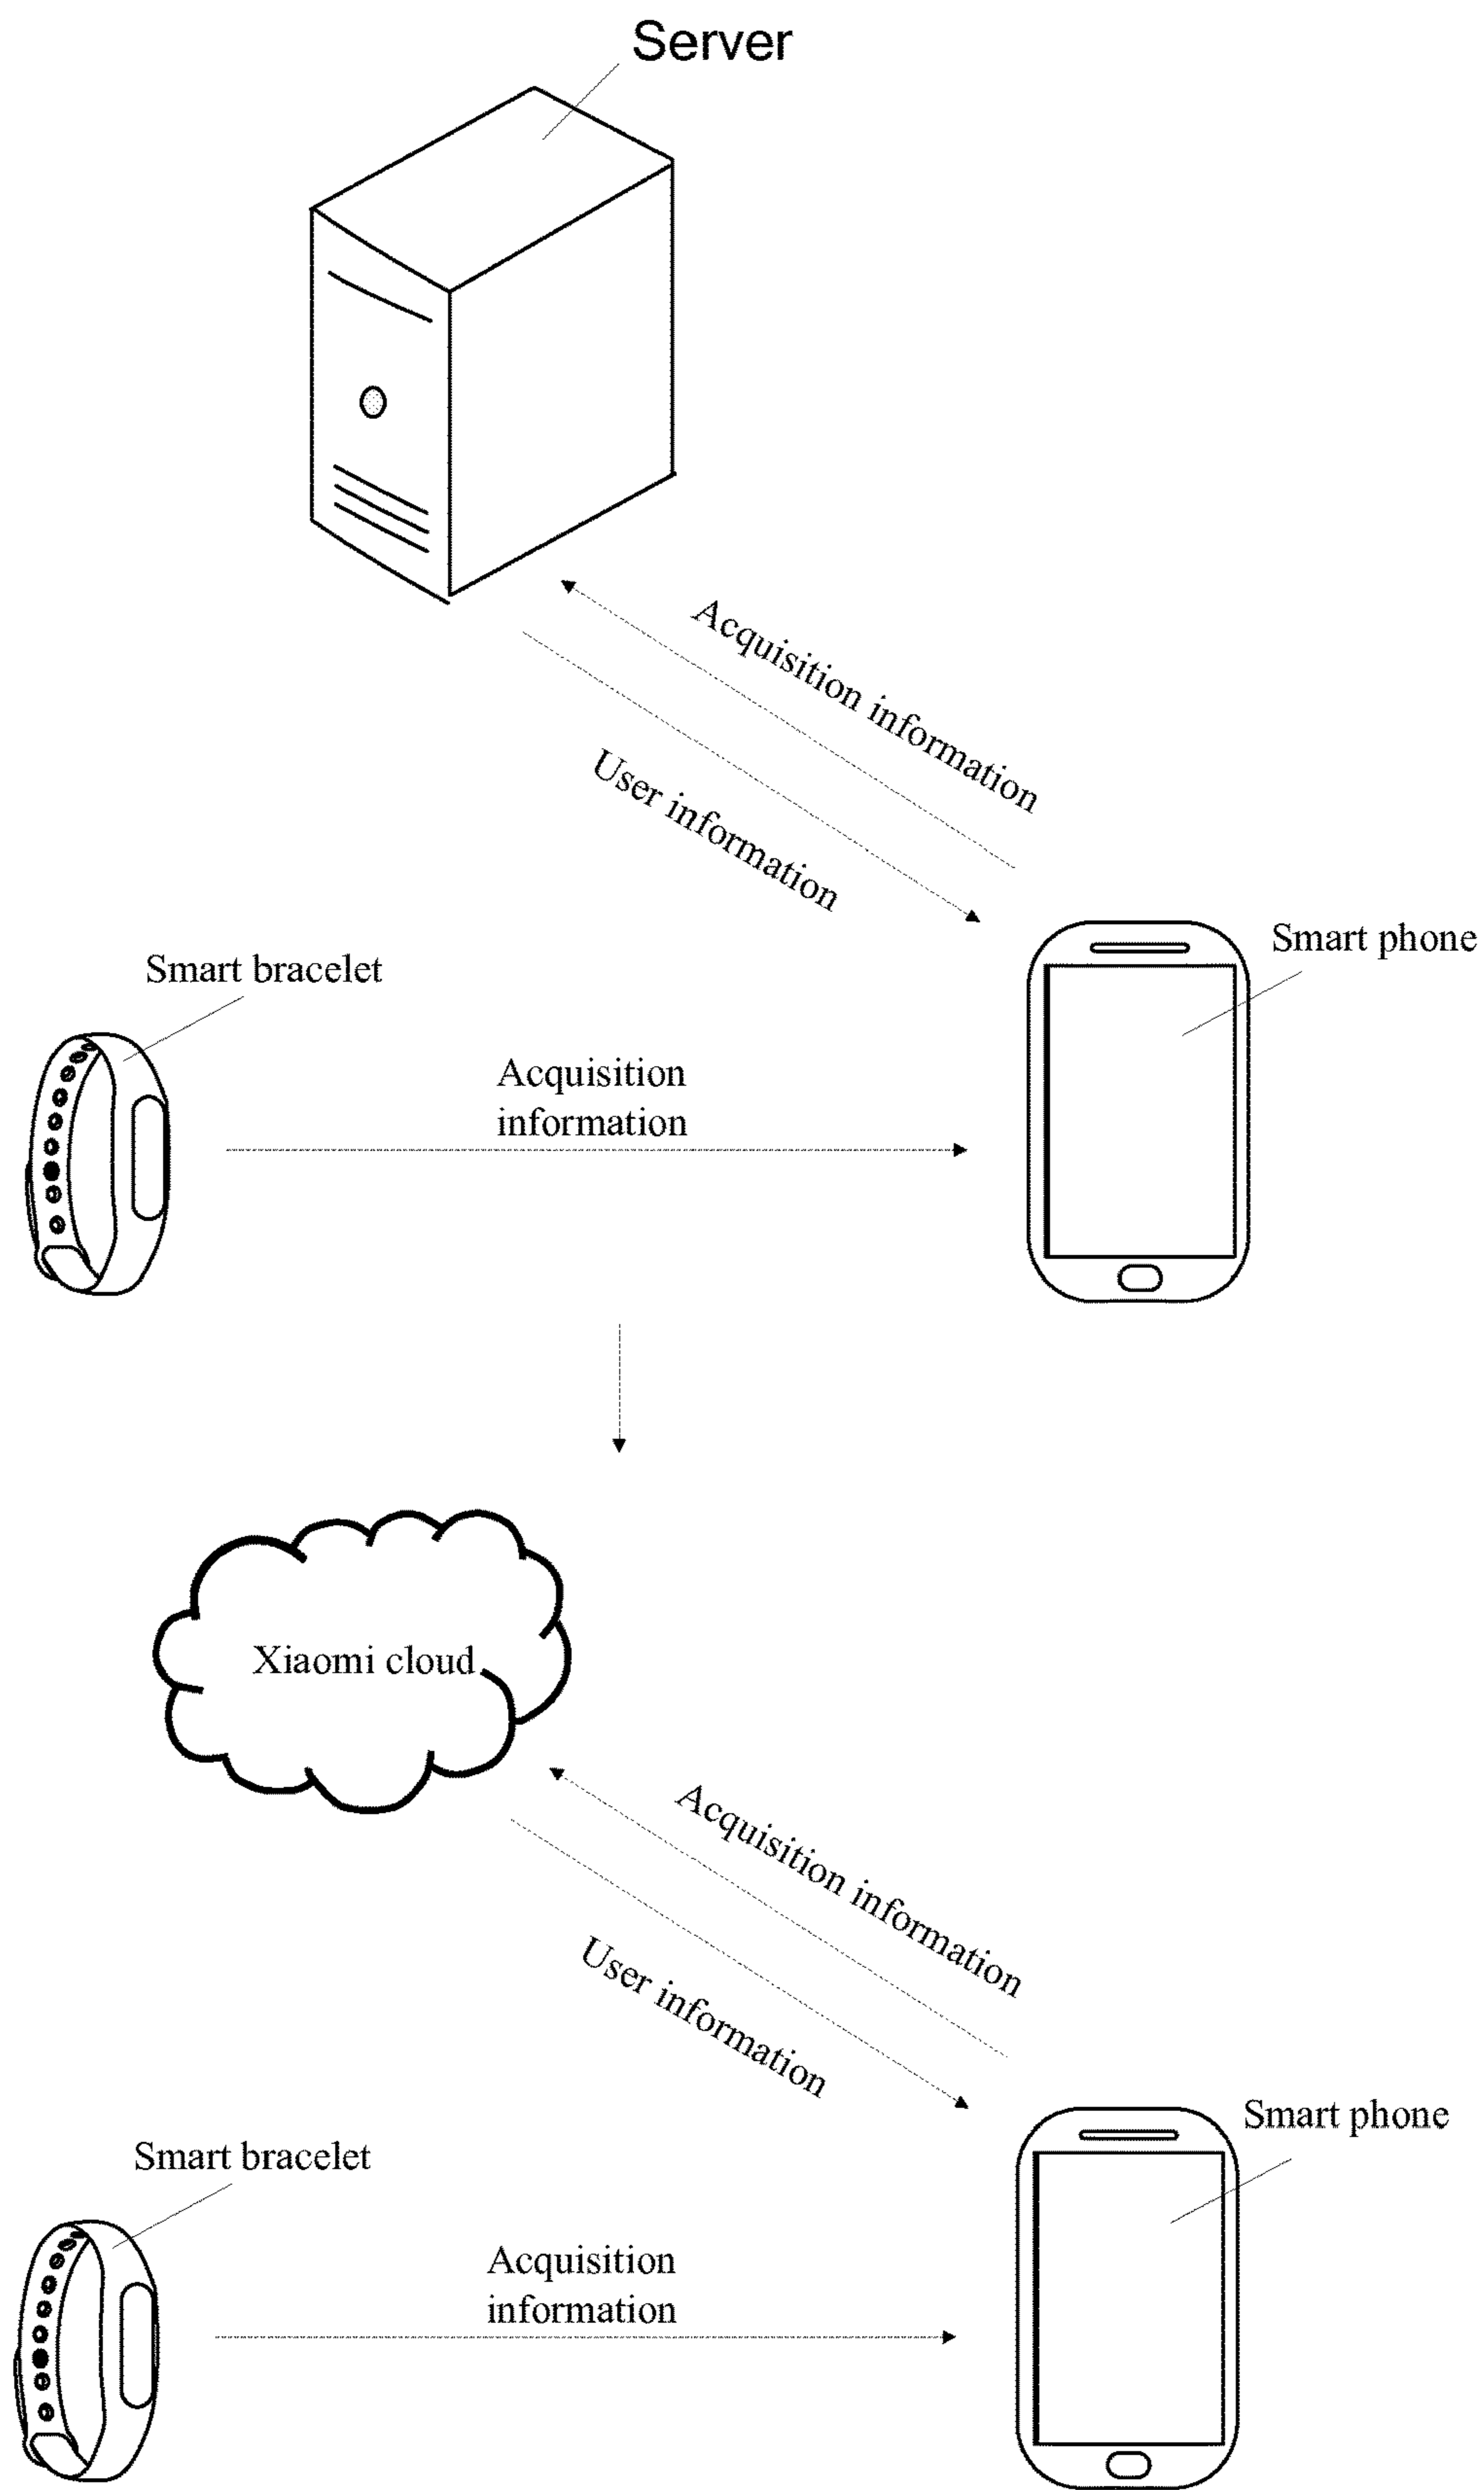 Server
Acquisition information
User information
Smart phone
Smart bracelet
Acquisition
information
Xiaomi cloud
Acquisition information
User information
Smart phone
Smart bracelet
Acquisition
information